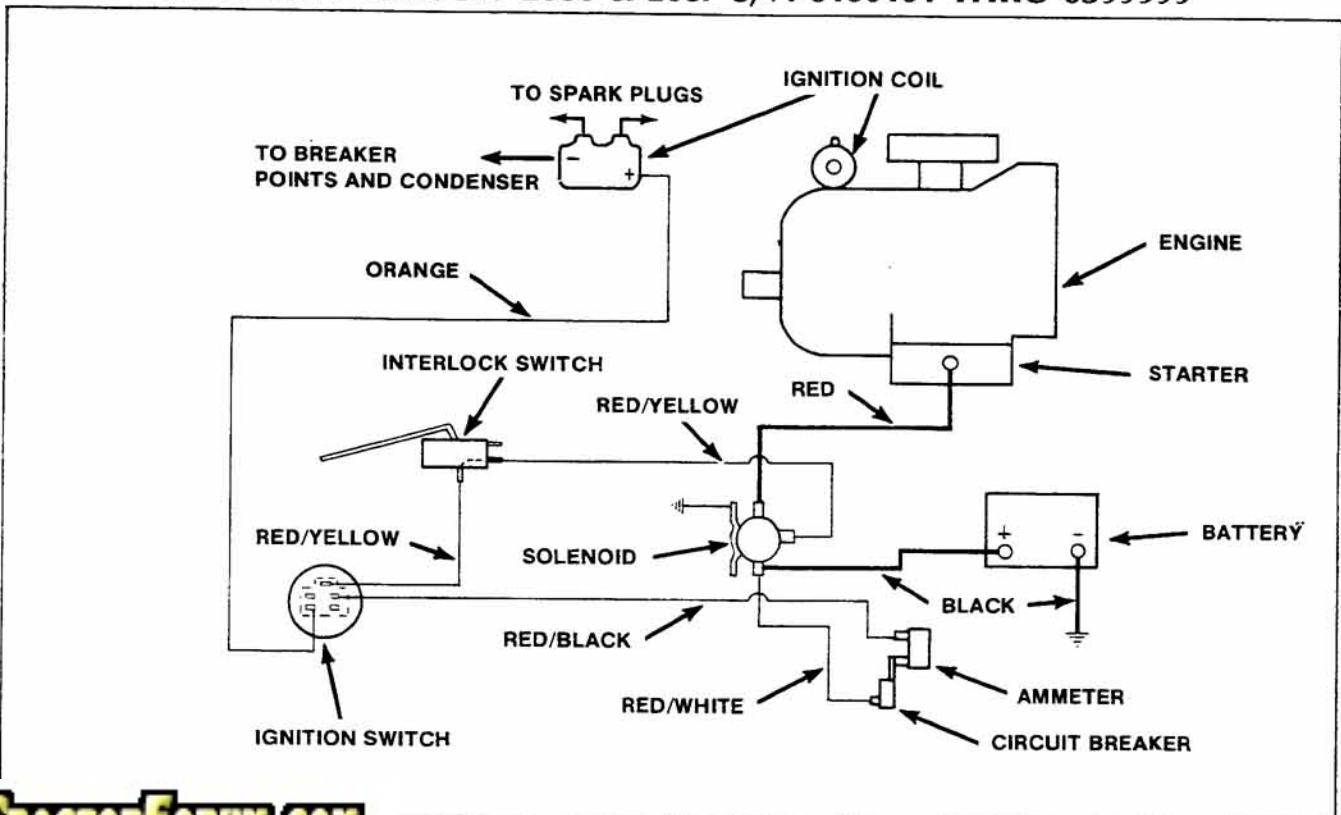 IGNITION COIL
TO SPARK PLUGS
TO BREAKER
POINTS AND CONDENSER
-
+
ORANGE
ENGINE
INTERLOCK SWITCH
STARTER
RED
RED/YELLOW
RED/YELLOW
SOLENOID
+
-
BATTERY
BLACK
RED/BLACK
RED/WHITE
AMMETER
IGNITION SWITCH
CIRCUIT BREAKER